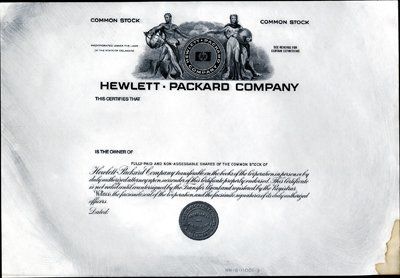 COMMON STOCK
COMMON STOCK
INCORPORATED UNDER THE LAWS
OF THE STATE OF DELAWARE
SEE REVERSE FOR
CERTAIN DEFINITIONS
HEWLETT · PACKARD COMPANY
THIS CERTIFIES THAT
IS THE OWNER OF
FULLY-PAID AND NON-ASSESSABLE SHARES OF THE COMMON STOCK OF
Hewlett-Packard Company, transferable on the books of the Corporation in person or by
duly authorized attorney upon surrender of this certificate properly endorsed. This Certificate
is not valid until countersigned by the Transfer Agent and registered by the Registrar.
Witness, the facsimile seal of the Corporation and the facsimile signatures of its duly authorized
officers.
Dated: